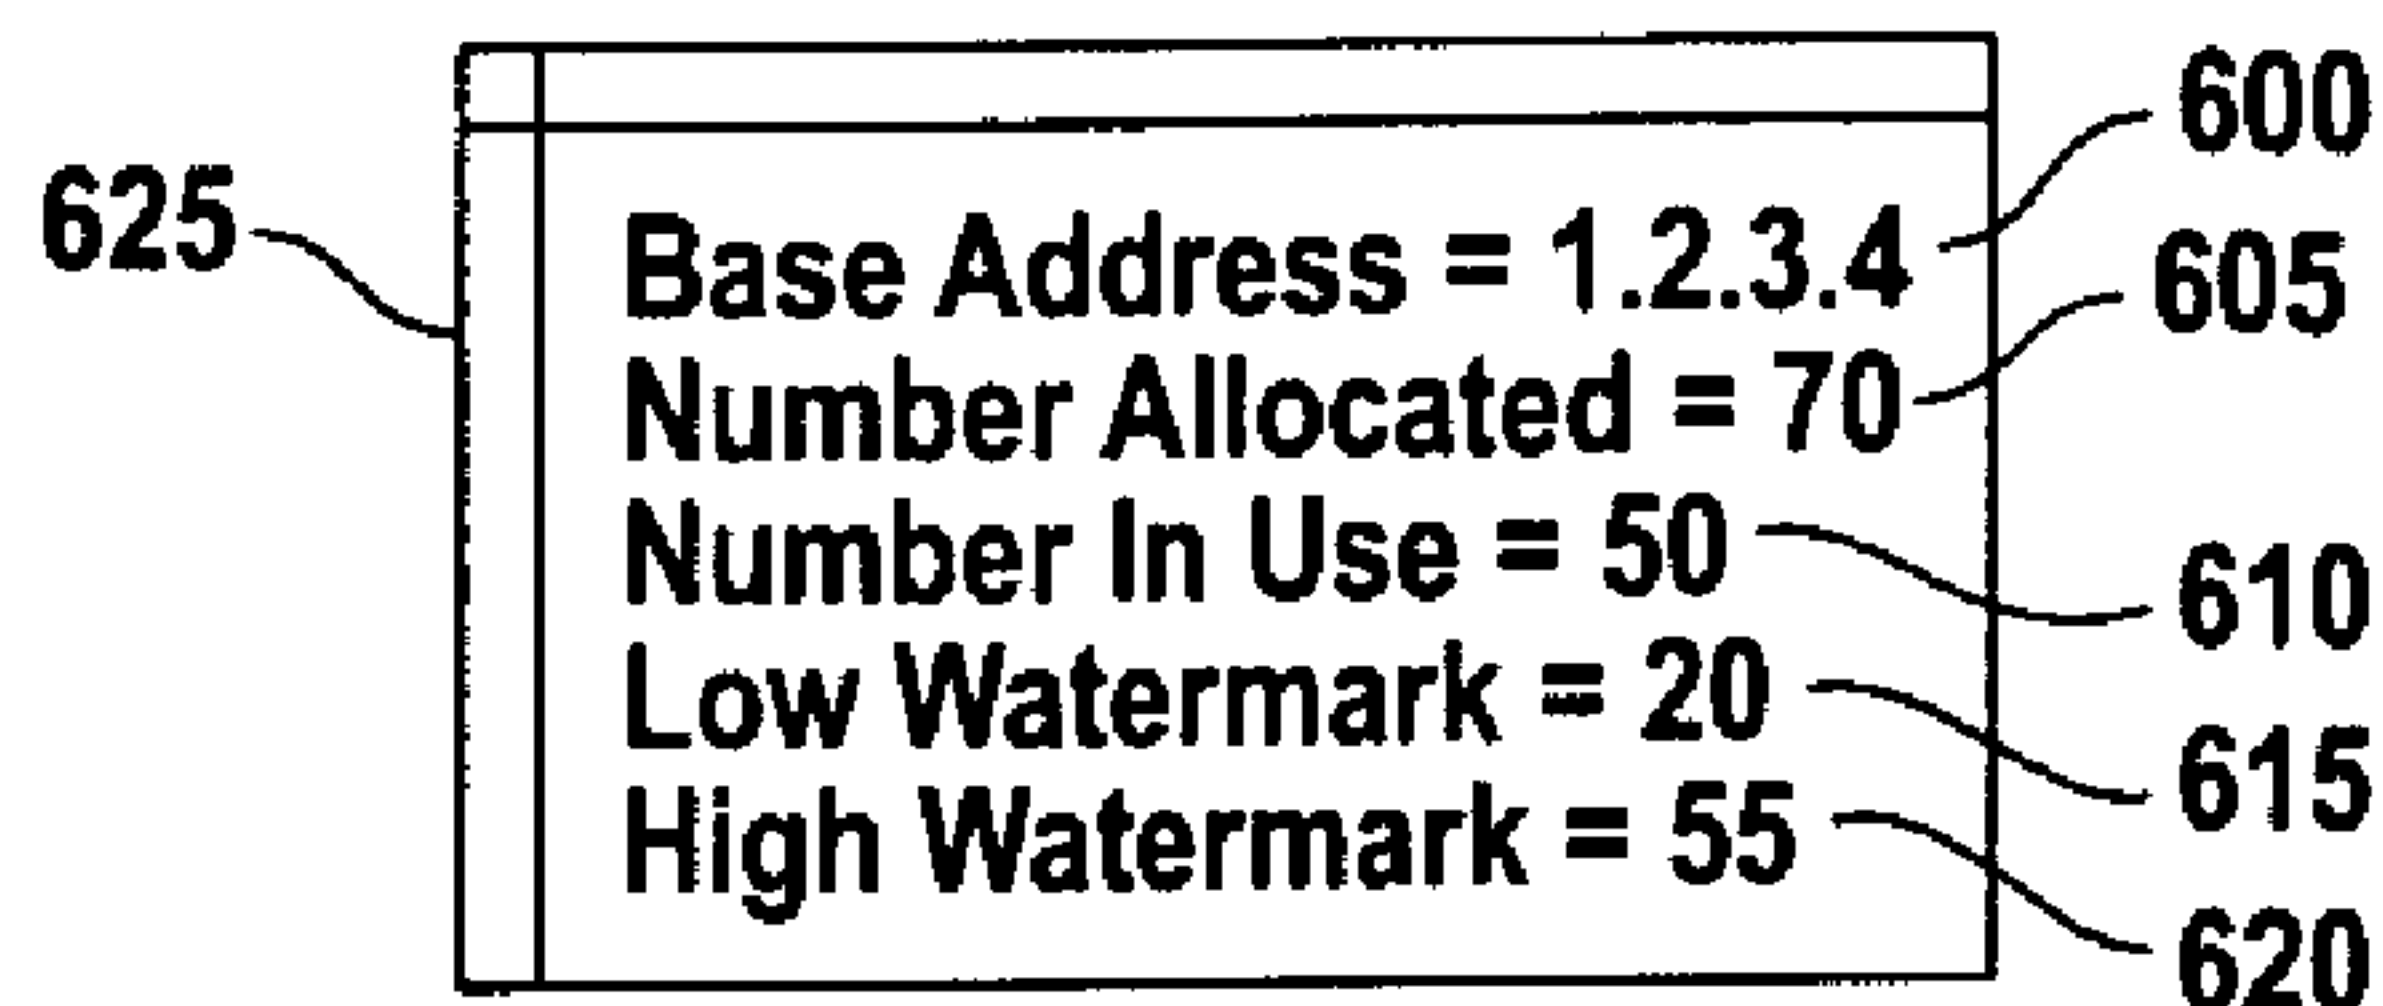 600
625
Base Address = 1.2.3.4
605
Number Allocated = 70
Number In Use = 50
610
Low Watermark = 20
615
High Watermark = 55
620